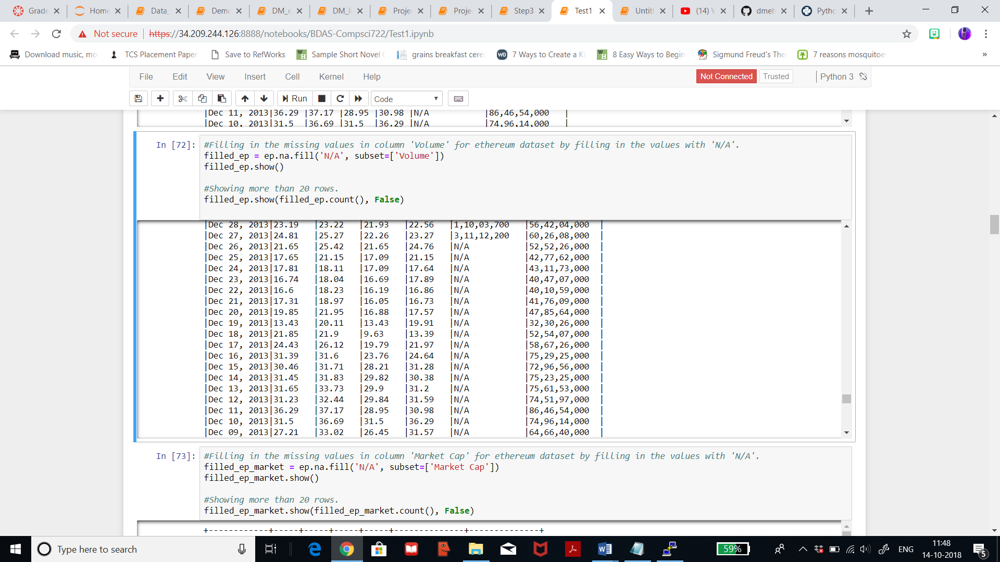 Grade
Home
Data_
Demo
DM_e
DM_li
Projec
Projec
Step3
Test1
Untitl
(14) V
dmeh
Pytho
Not secure
https://34.209.244.126:8888/notebooks/BDAS-Compsci722/Test1.ipynb
Download music, mo
TCS Placement Paper
Save to RefWorks
Sample Short Novel
grains breakfast cerea
7 Ways to Create a Ki
8 Easy Ways to Begin
Sigmund Freud's The
7 reasons mosquitoe
»
File Edit View Insert Cell Kernel Help
Not Connected
Trusted
Python 3
Run
Code
|Dec 11, 2013|36.29 |37.17 |28.95 |30.98 |N/A |86,46,54,000 |
|Dec 10, 2013|31.5 |36.69 |31.5 |36.29 |N/A |74,96,14,000 |
In [72]:
#Filling in the missing values in column 'Volume' for ethereum dataset by filling in the values with 'N/A'.
filled_ep = ep.na.fill('N/A', subset=['Volume'])
filled_ep.show()
#Showing more than 20 rows.
filled_ep.show(filled_ep.count(), False)
|Dec 28, 2013|23.19 |23.22 |21.93 |22.56 |1,10,03,700 |56,42,04,000 |
|Dec 27, 2013|24.81 |25.27 |22.26 |23.27 |3,11,12,200 |60,26,08,000 |
|Dec 26, 2013|21.65 |25.42 |21.65 |24.76 |N/A |52,52,26,000 |
|Dec 25, 2013|17.65 |21.15 |17.09 |21.15 |N/A |42,77,62,000 |
|Dec 24, 2013|17.81 |18.11 |17.09 |17.64 |N/A |43,11,73,000 |
|Dec 23, 2013|16.74 |18.04 |16.69 |17.89 |N/A |40,47,07,000 |
|Dec 22, 2013|16.6 |18.23 |16.19 |16.86 |N/A |40,10,59,000 |
|Dec 21, 2013|17.31 |18.97 |16.05 |16.73 |N/A |41,76,09,000 |
|Dec 20, 2013|19.85 |21.95 |16.88 |17.57 |N/A |47,85,64,000 |
|Dec 19, 2013|13.43 |20.11 |13.43 |19.91 |N/A |32,30,26,000 |
|Dec 18, 2013|21.85 |21.9 |9.63 |13.39 |N/A |52,54,07,000 |
|Dec 17, 2013|24.43 |26.12 |19.79 |21.97 |N/A |58,67,26,000 |
|Dec 16, 2013|31.39 |31.6 |23.76 |24.64 |N/A |75,29,25,000 |
|Dec 15, 2013|30.46 |31.71 |28.21 |31.28 |N/A |72,96,56,000 |
|Dec 14, 2013|31.45 |31.83 |29.82 |30.38 |N/A |75,23,25,000 |
|Dec 13, 2013|31.65 |33.73 |29.9 |31.2 |N/A |75,61,53,000 |
|Dec 12, 2013|31.23 |32.44 |29.84 |31.59 |N/A |74,51,97,000 |
|Dec 11, 2013|36.29 |37.17 |28.95 |30.98 |N/A |86,46,54,000 |
|Dec 10, 2013|31.5 |36.69 |31.5 |36.29 |N/A |74,96,14,000 |
|Dec 09, 2013|27.21 |33.02 |26.45 |31.57 |N/A |64,66,40,000 |
In [73]:
#Filling in the missing values in column 'Market Cap' for ethereum dataset by filling in the values with 'N/A'.
filled_ep_market = ep.na.fill('N/A', subset=['Market Cap'])
filled_ep_market.show()
#Showing more than 20 rows.
filled_ep_market.show(filled_ep_market.count(), False)
+------------+-----+-----+-----+-----+--------------+--------------+
Type here to search
59%
ENG
11:48
14-10-2018
5